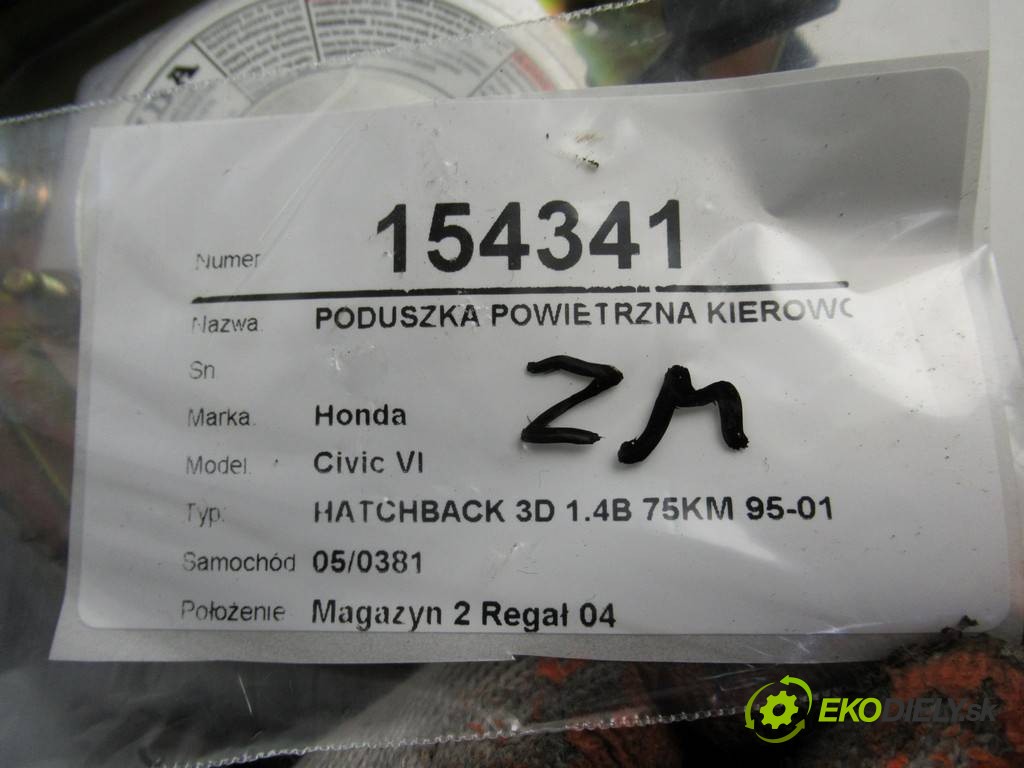 Numer 154341
Nazwa PODUSZKA POWIETRZNA KIEROWC
Sn
ZM
Marka Honda
Model Civic VI
Typ: HATCHBACK 3D 1.4B 75KM 95-01
Samochód 05/0381
Położenie Magazyn 2 Regał 04
EKODIELY.sk